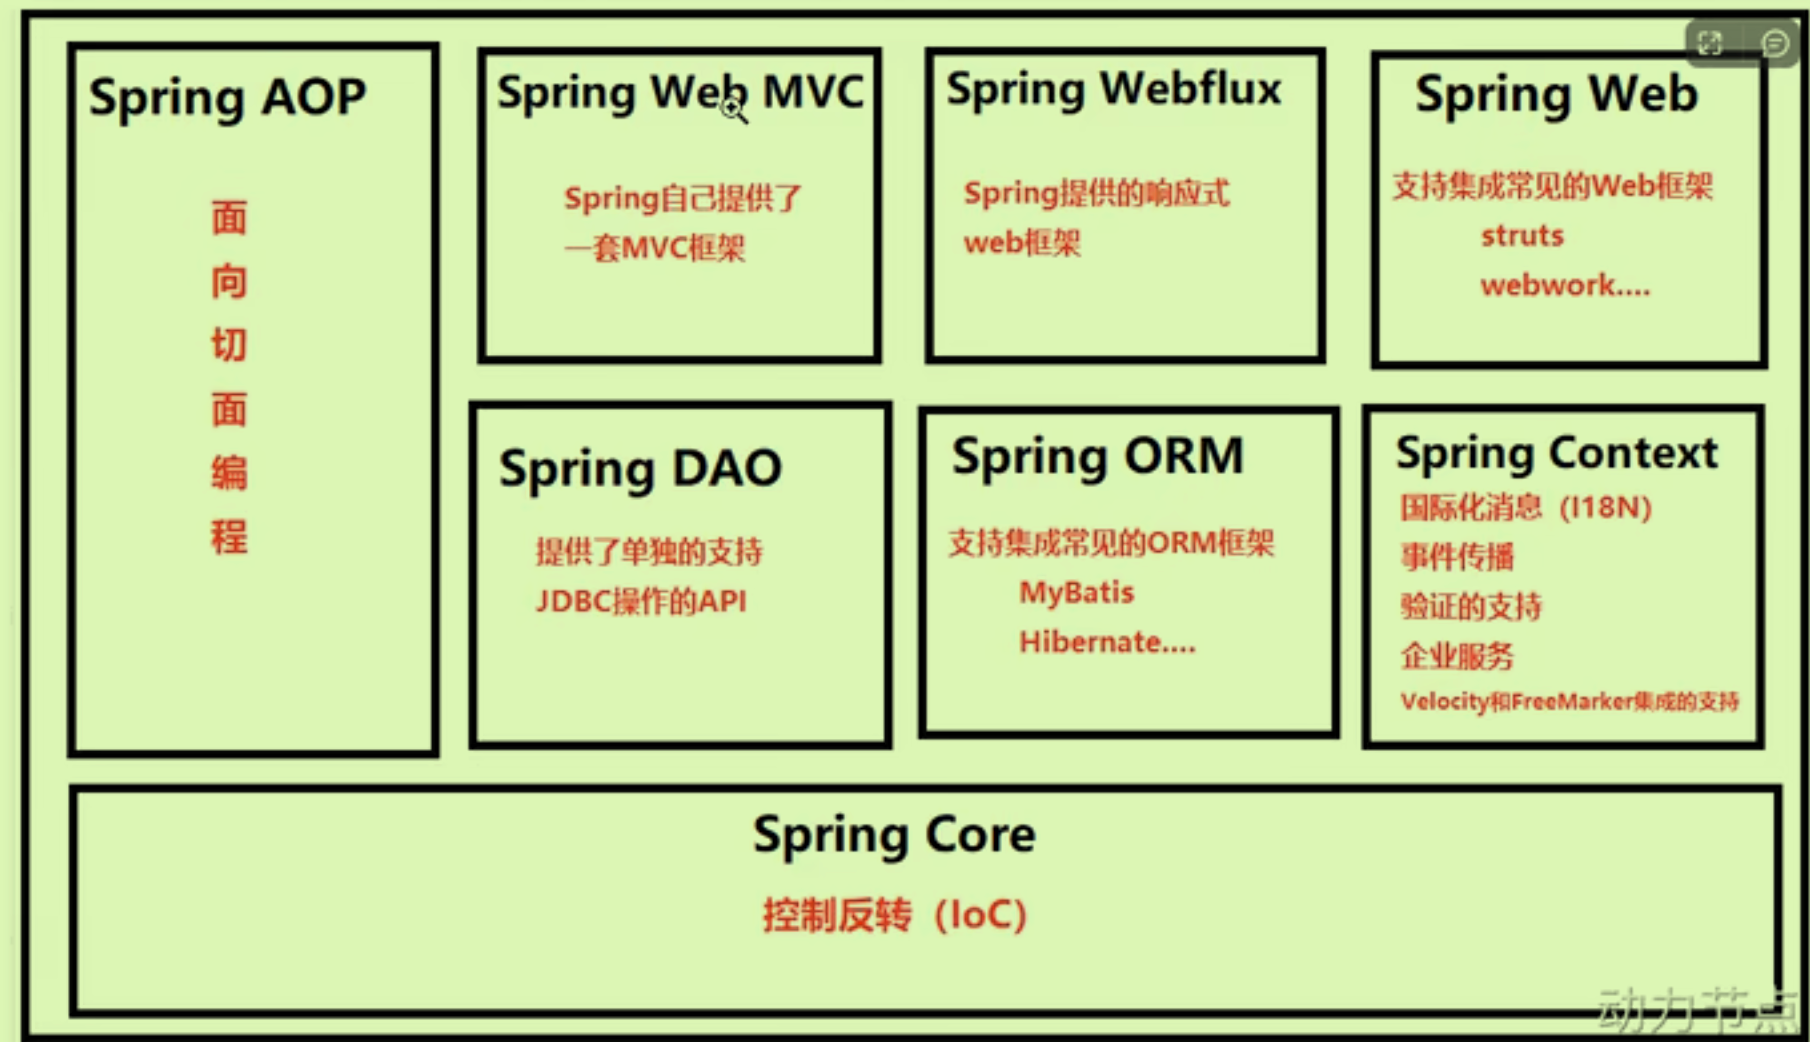 Spring AOP
面
向
切
面
编
程
Spring Web MVC
Spring自己提供了
一套MVC框架
Spring Webflux
Spring提供的响应式
web框架
Spring Web
支持集成常见的Web框架
struts
webwork....
Spring DAO
提供了单独的支持
JDBC操作的API
Spring ORM
支持集成常见的ORM框架
MyBatis
Hibernate....
Spring Context
国际化消息（I18N）
事件传播
验证的支持
企业服务
Velocity和FreeMarker集成的支持
Spring Core
控制反转（IoC）
动力节点